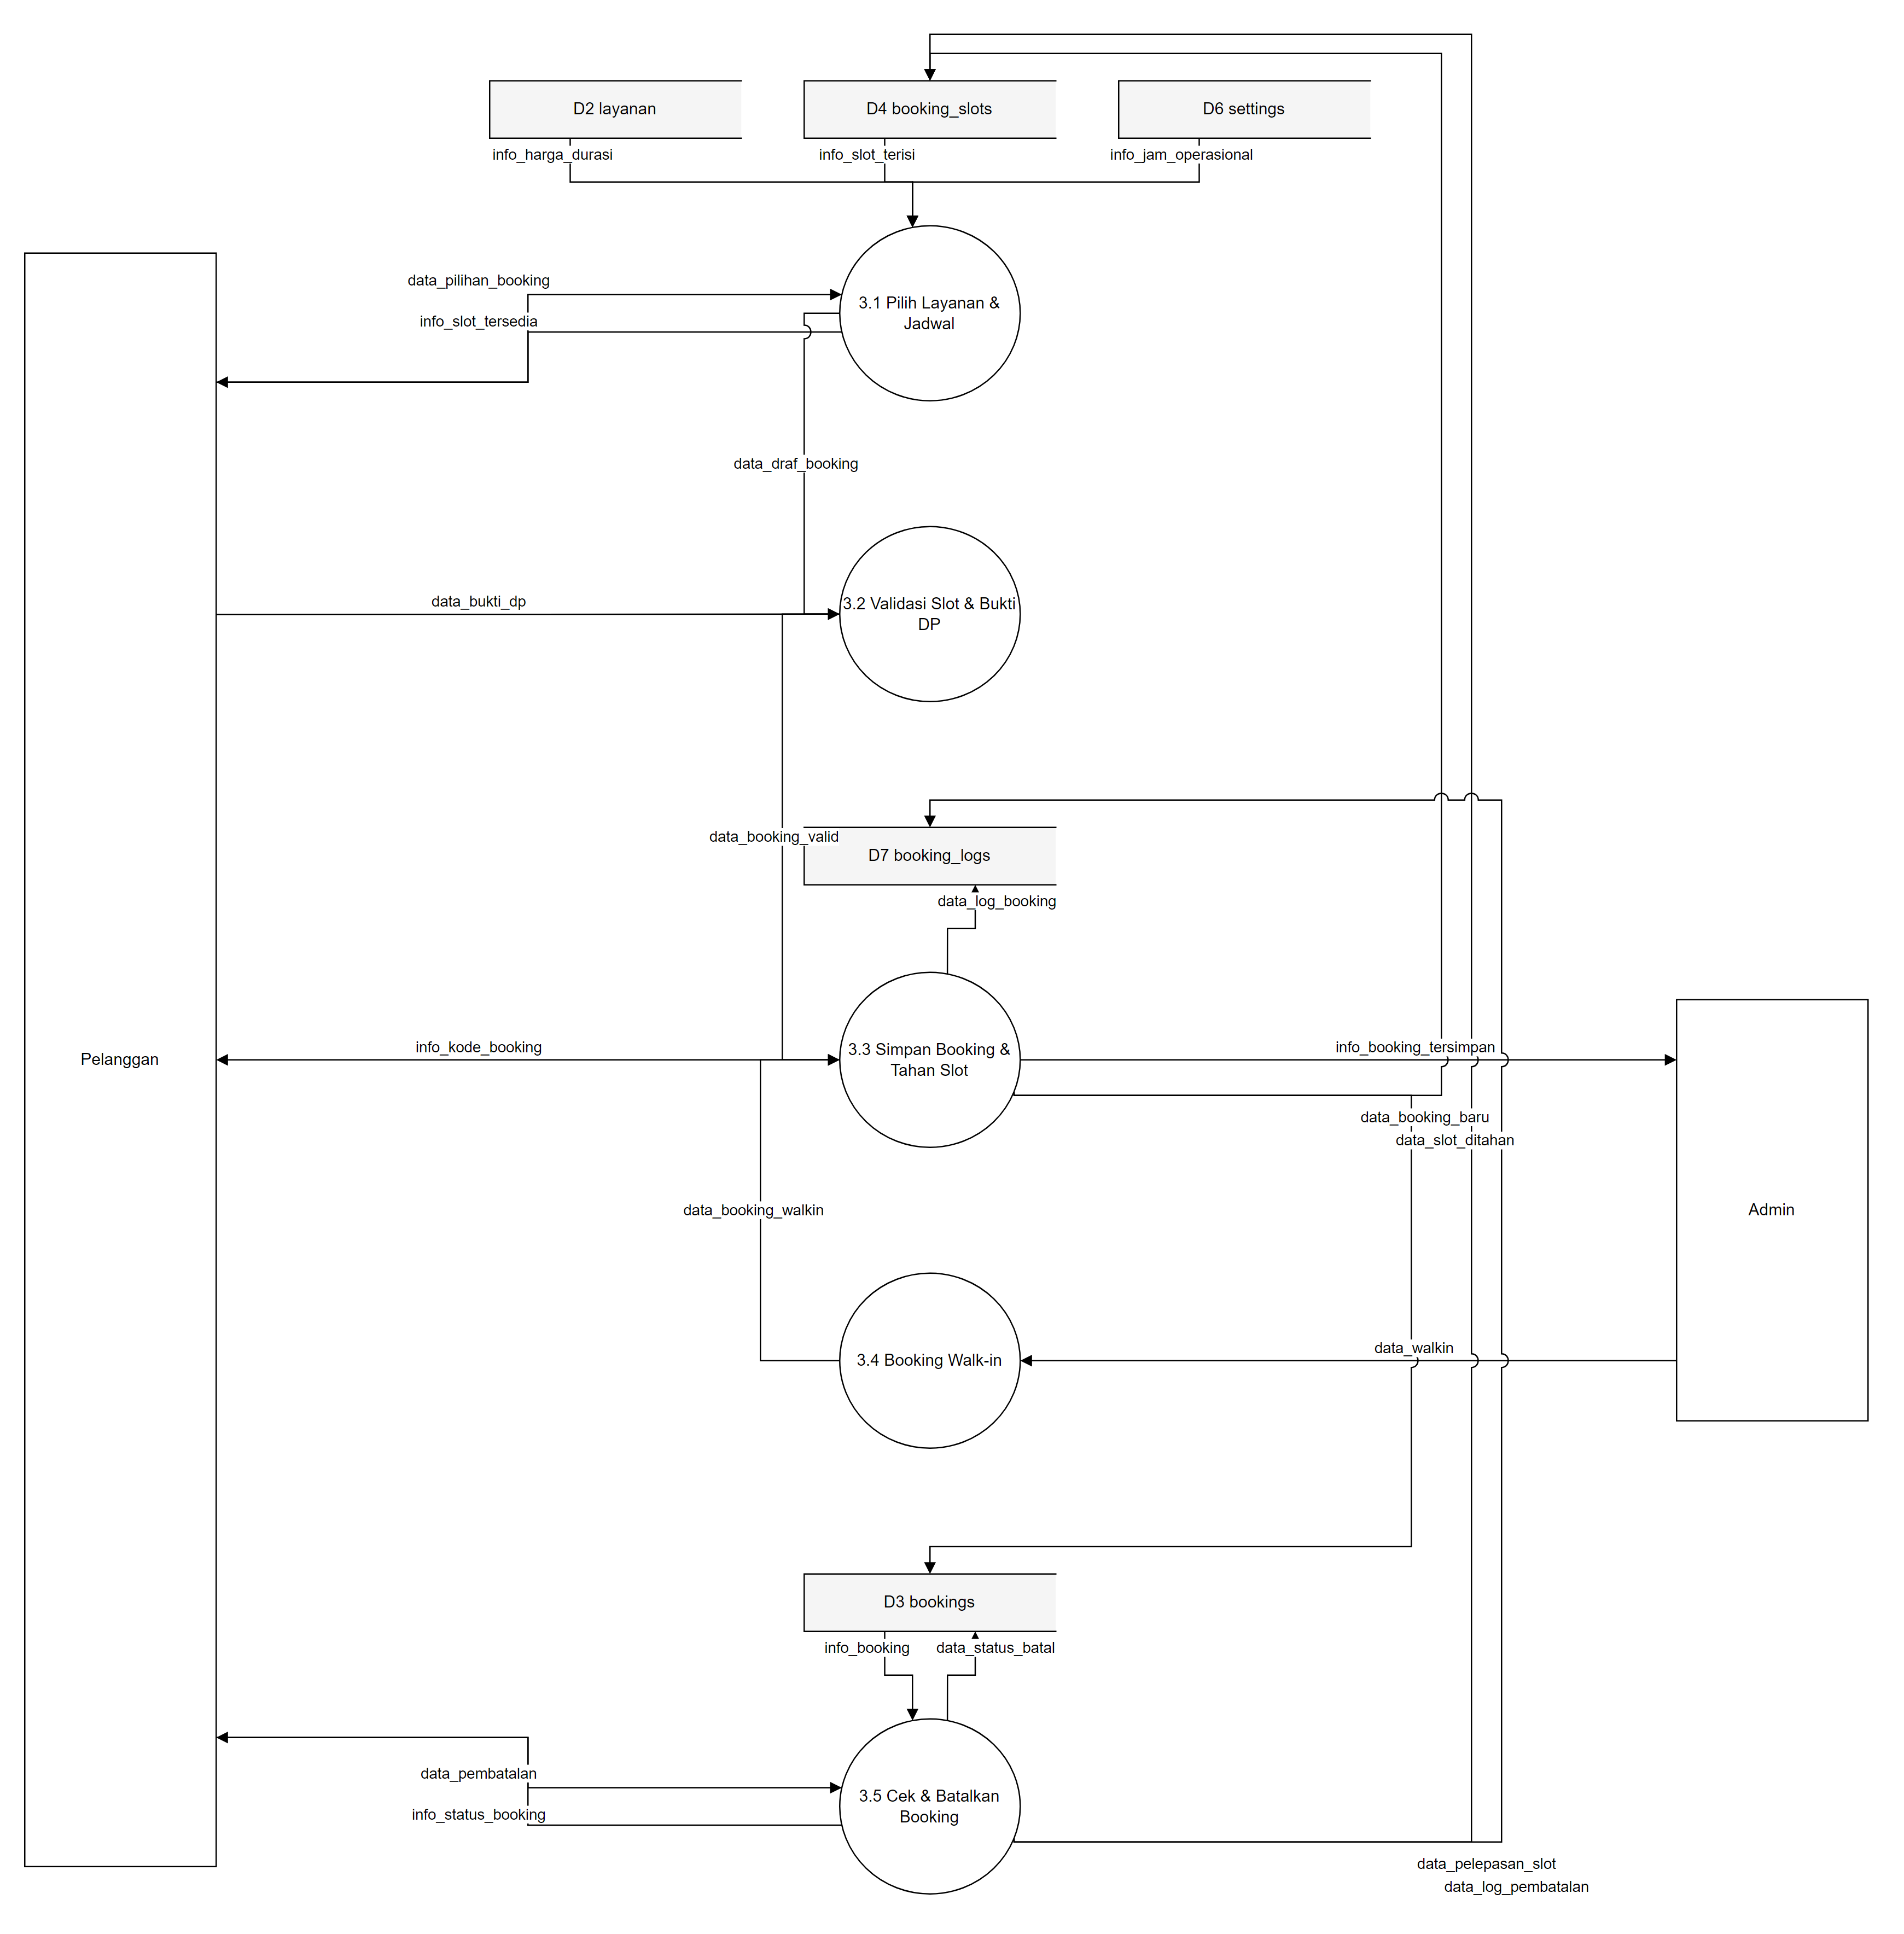 D2 layanan
D4 booking_slots
D6 settings
info_harga_durasi
info_slot_terisi
info_jam_operasional
data_pilihan_booking
info_slot_tersedia
3.1 Pilih Layanan &
Jadwal
data_draf_booking
data_bukti_dp
3.2 Validasi Slot & Bukti
DP
data_booking_valid
D7 booking_logs
data_log_booking
Pelanggan
info_kode_booking
3.3 Simpan Booking &
Tahan Slot
info_booking_tersimpan
data_booking_baru
data_slot_ditahan
data_booking_walkin
Admin
3.4 Booking Walk-in
data_walkin
D3 bookings
info_booking
data_status_batal
data_pembatalan
info_status_booking
3.5 Cek & Batalkan
Booking
data_pelepasan_slot
data_log_pembatalan